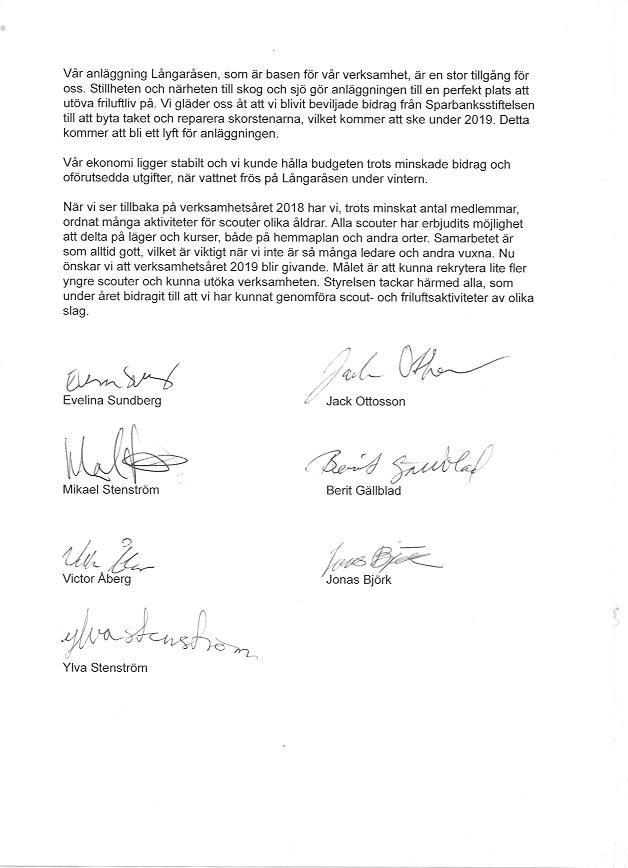 Vår anläggning Långaråsen, som är basen för vår verksamhet, är en stor tillgång för
oss. Stillheten och närheten till skog och sjö gör anläggningen till en perfekt plats att
utöva friluftliv på. Vi gläder oss åt att vi blivit beviljade bidrag från Sparbanksstiftelsen
till att byta taket och reparera skorstenarna, vilket kommer att ske under 2019. Detta
kommer att bli ett lyft för anläggningen.
Vår ekonomi ligger stabilt och vi kunde hålla budgeten trots minskade bidrag och
oförutsedda utgifter, när vattnet frös på Långaråsen under vintern.
När vi ser tillbaka på verksamhetsåret 2018 har vi, trots minskat antal medlemmar,
ordnat många aktiviteter för scouter olika åldrar. Alla scouter har erbjudits möjlighet
att delta på läger och kurser, både på hemmaplan och andra orter. Samarbetet är
som alltid gott, vilket är viktigt när vi inte är så många ledare och andra vuxna. Nu
önskar vi att verksamhetsåret 2019 blir givande. Målet är att kunna rekrytera lite fler
yngre scouter och kunna utöka verksamheten. Styrelsen tackar härmed alla, som
under året bidragit till att vi har kunnat genomföra scout- och friluftsaktiviteter av olika
slag.
Jack
Evelina Sundberg
Jack Ottosson
Berit Gällblad
Mikael Stenström
Berit Gällblad
Jonas Björk
Victor Åberg
Jonas Björk
Ylva Stenström
Ylva Stenström